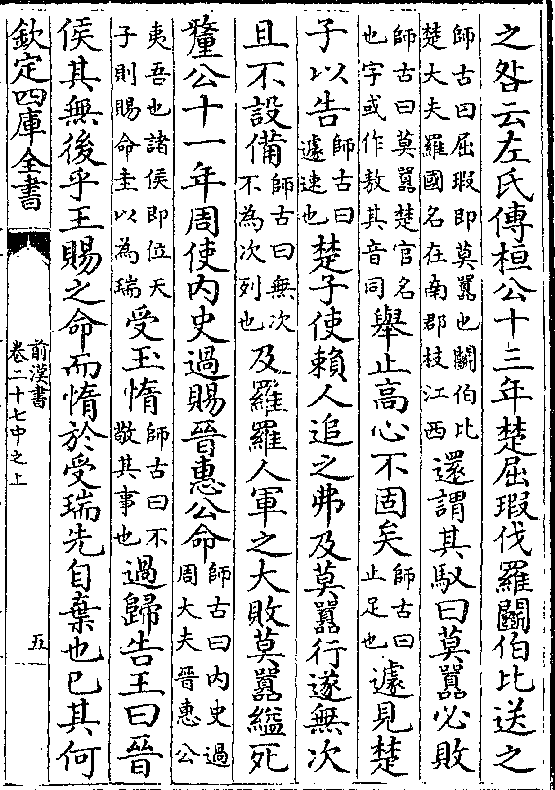 之咎云左氏傳桓公十三年楚屈瑕伐羅鬭伯比送之
師古曰屈瑕即莫囂也鬭伯比
楚大夫羅國名在南郡枝江西
還謂其馭曰莫囂必敗
師古曰莫囂楚官名
也字或作敖其音同
舉止高心不固矣
師古曰
止足也
遽見楚
子以告
師古曰
遽速也
楚子使賴人追之弗及莫囂行遂無次
且不設備
師古曰無次
不為次列也
及羅羅人軍之大敗莫囂縊死
釐公十一年周使內史過賜晉惠公命
師古曰內史過
周大夫晉惠公
夷吾也諸侯即位天
子則賜命圭以為瑞
受玉惰
師古曰不
敬其事也
過歸告王曰晉
侯其無後乎王賜之命而惰於受瑞先自棄也已其何
欽定四庫全書
前漢書
卷二十七中之上
五